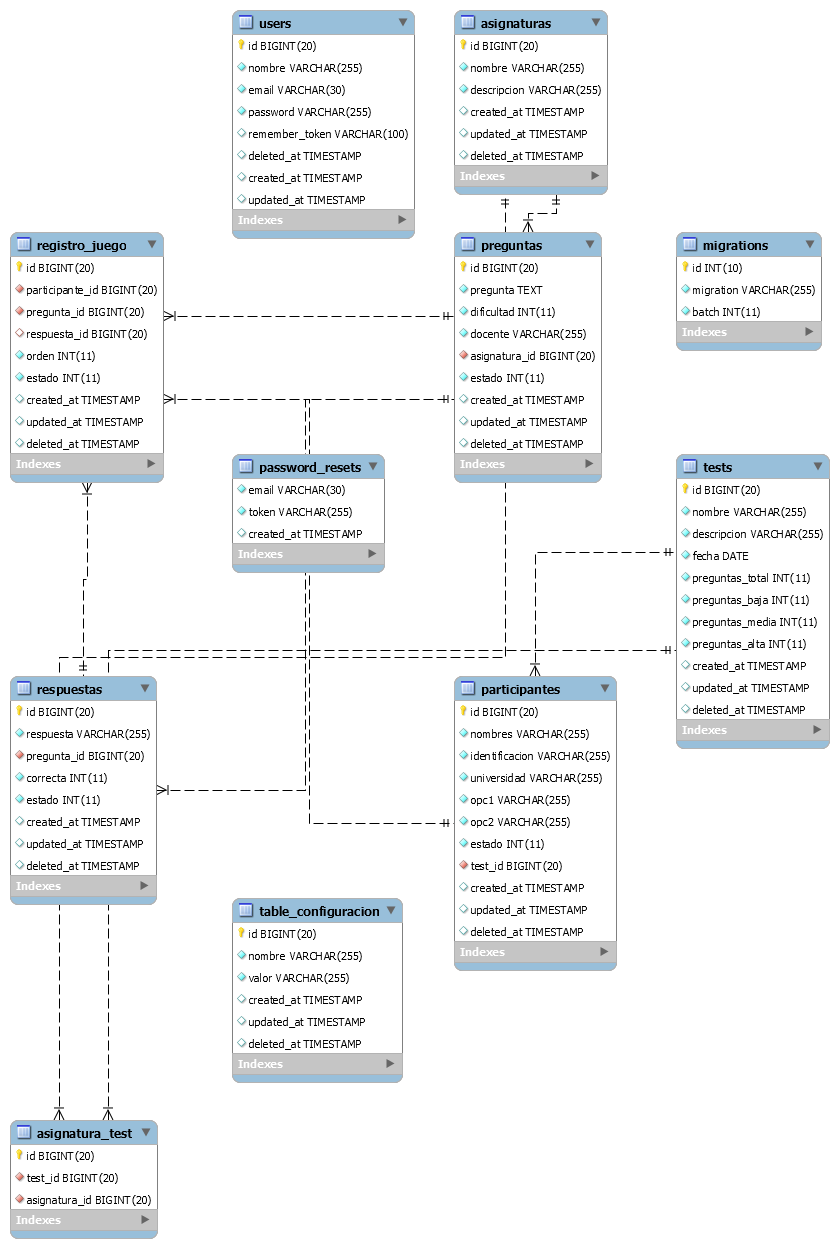 users
id BIGINT(20)
nombre VARCHAR(255)
email VARCHAR(30)
password VARCHAR(255)
remember_token VARCHAR(100)
deleted_at TIMESTAMP
created_at TIMESTAMP
updated_at TIMESTAMP
Indexes
asignaturas
id BIGINT(20)
nombre VARCHAR(255)
descripcion VARCHAR(255)
created_at TIMESTAMP
updated_at TIMESTAMP
deleted_at TIMESTAMP
Indexes
registro_juego
id BIGINT(20)
participante_id BIGINT(20)
pregunta_id BIGINT(20)
respuesta_id BIGINT(20)
orden INT(11)
estado INT(11)
created_at TIMESTAMP
updated_at TIMESTAMP
deleted_at TIMESTAMP
Indexes
preguntas
id BIGINT(20)
pregunta TEXT
dificultad INT(11)
docente VARCHAR(255)
asignatura_id BIGINT(20)
estado INT(11)
created_at TIMESTAMP
updated_at TIMESTAMP
deleted_at TIMESTAMP
Indexes
migrations
id INT(10)
migration VARCHAR(255)
batch INT(11)
Indexes
password_resets
email VARCHAR(30)
token VARCHAR(255)
created_at TIMESTAMP
Indexes
tests
id BIGINT(20)
nombre VARCHAR(255)
descripcion VARCHAR(255)
fecha DATE
preguntas_total INT(11)
preguntas_baja INT(11)
preguntas_media INT(11)
preguntas_alta INT(11)
created_at TIMESTAMP
updated_at TIMESTAMP
deleted_at TIMESTAMP
Indexes
respuestas
id BIGINT(20)
respuesta VARCHAR(255)
pregunta_id BIGINT(20)
correcta INT(11)
estado INT(11)
created_at TIMESTAMP
updated_at TIMESTAMP
deleted_at TIMESTAMP
Indexes
participantes
id BIGINT(20)
nombres VARCHAR(255)
identificacion VARCHAR(255)
universidad VARCHAR(255)
opc1 VARCHAR(255)
opc2 VARCHAR(255)
estado INT(11)
test_id BIGINT(20)
created_at TIMESTAMP
updated_at TIMESTAMP
deleted_at TIMESTAMP
Indexes
table_configuracion
id BIGINT(20)
nombre VARCHAR(255)
valor VARCHAR(255)
created_at TIMESTAMP
updated_at TIMESTAMP
deleted_at TIMESTAMP
Indexes
asignatura_test
id BIGINT(20)
test_id BIGINT(20)
asignatura_id BIGINT(20)
Indexes